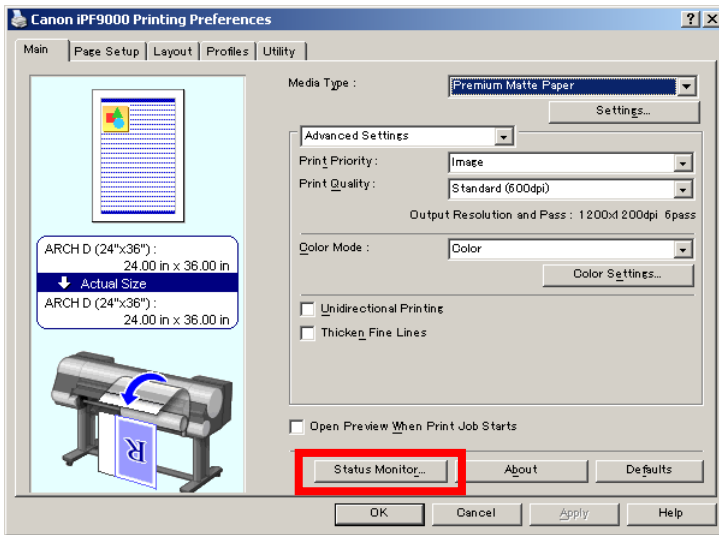 Canon iPF9000 Printing Preferences
Main Page Setup Layout Profiles Utility
Media Type :
Premium Matte Paper
Settings...
Advanced Settings
Print Priority :
Image
Print Quality :
Standard (600dpi)
Output Resolution and Pass : 1200x1200dpi 6pass
Color Mode :
Color
Color Settings...
Unidirectional Printing
Thicken Fine Lines
ARCH D (24"x36") :
24.00 in x 36.00 in
Actual Size
ARCH D (24"x36") :
24.00 in x 36.00 in
R
Open Preview When Print Job Starts
Status Monitor... About Defaults
OK Cancel Apply Help